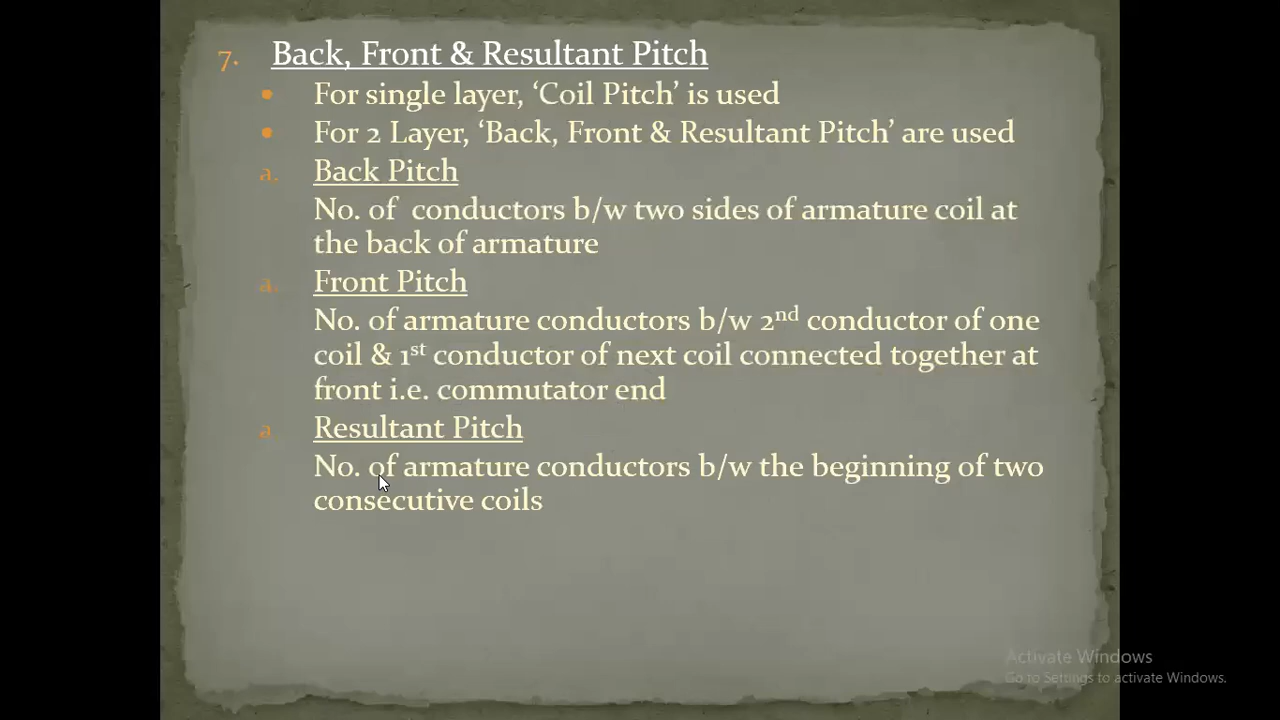 7. Back, Front & Resultant Pitch
• For single layer, ‘Coil Pitch’ is used
• For 2 Layer, ‘Back, Front & Resultant Pitch’ are used
a. Back Pitch
No. of conductors b/w two sides of armature coil at
the back of armature
a. Front Pitch
No. of armature conductors b/w 2nd conductor of one
coil & 1st conductor of next coil connected together at
front i.e. commutator end
a. Resultant Pitch
No. of armature conductors b/w the beginning of two
consecutive coils
Activate Windows
Go to Settings to activate Windows.